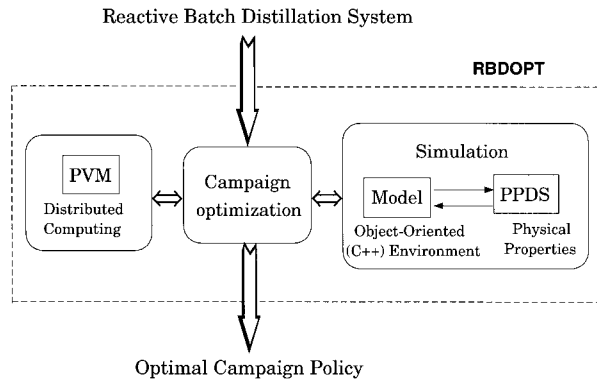 Reactive Batch Distillation System
RBDOPT
PVM
Distributed
Computing
Campaign
optimization
Simulation
Model
PPDS
Object-Oriented
(C++) Environment
Physical
Properties
Optimal Campaign Policy